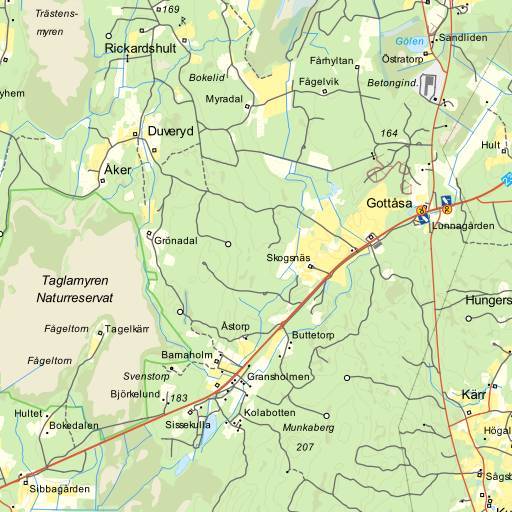 Trästens-
myren
169
Rickardshult
Gölen
Sandliden
Östratorp
Fårhyltan
Bokelid
Fågelvik
Betongind.
yhem
Myradal
Duveryd
164
Hult
Åker
Gottåsa
Lunnagården
Grönadal
Skogsnäs
Taglamyren
Naturreservat
Hungers
Fågeltorn
Tagelkärr
Åstorp
Buttetorp
Barnaholm
Fågeltorn
Svenstorp
Gransholmen
Björkelund
183
Kärr
Hultet
Kolabotten
Bokedalen
Sissekulla
Munkaberg
Högal
207
Sågsb
Sibbagården